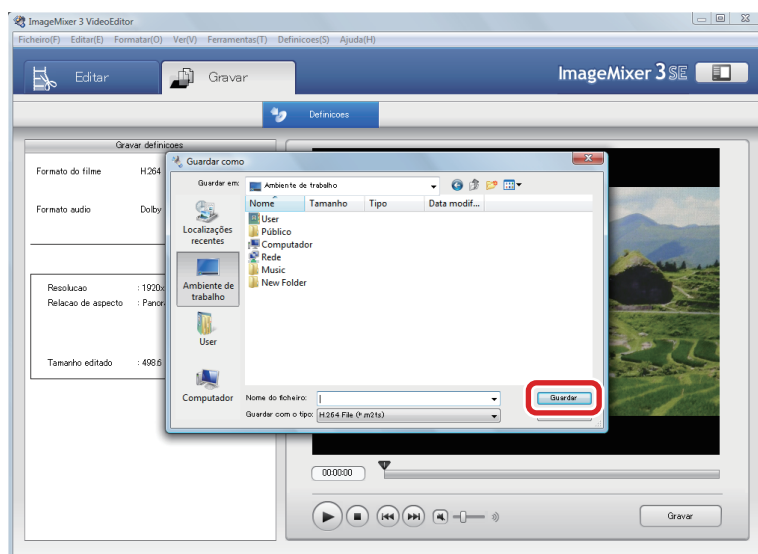 ImageMixer 3 VideoEditor
Ficheiro(F) Editar(E) Formatar(O) Ver(V) Ferramentas(T) Definicoes(S) Ajuda(H)
Editar
Gravar
ImageMixer 3 SE
Definicoes
Gravar definicoes
Formato do filme H.264
Formato audio Dolby
Resolucao : 1920x
Relacao de aspecto : Panor
Tamanho editado : 498.6
Guardar como
Guardar em: Ambiente de trabalho
Nome Tamanho Tipo Data modif...
Localizações recentes
Ambiente de trabalho
User
Computador
User
Público
Computador
Rede
Music
New Folder
Nome do ficheiro:
Guardar
Guardar com o tipo: H.264 File (*.m2ts)
00:00:00
Gravar